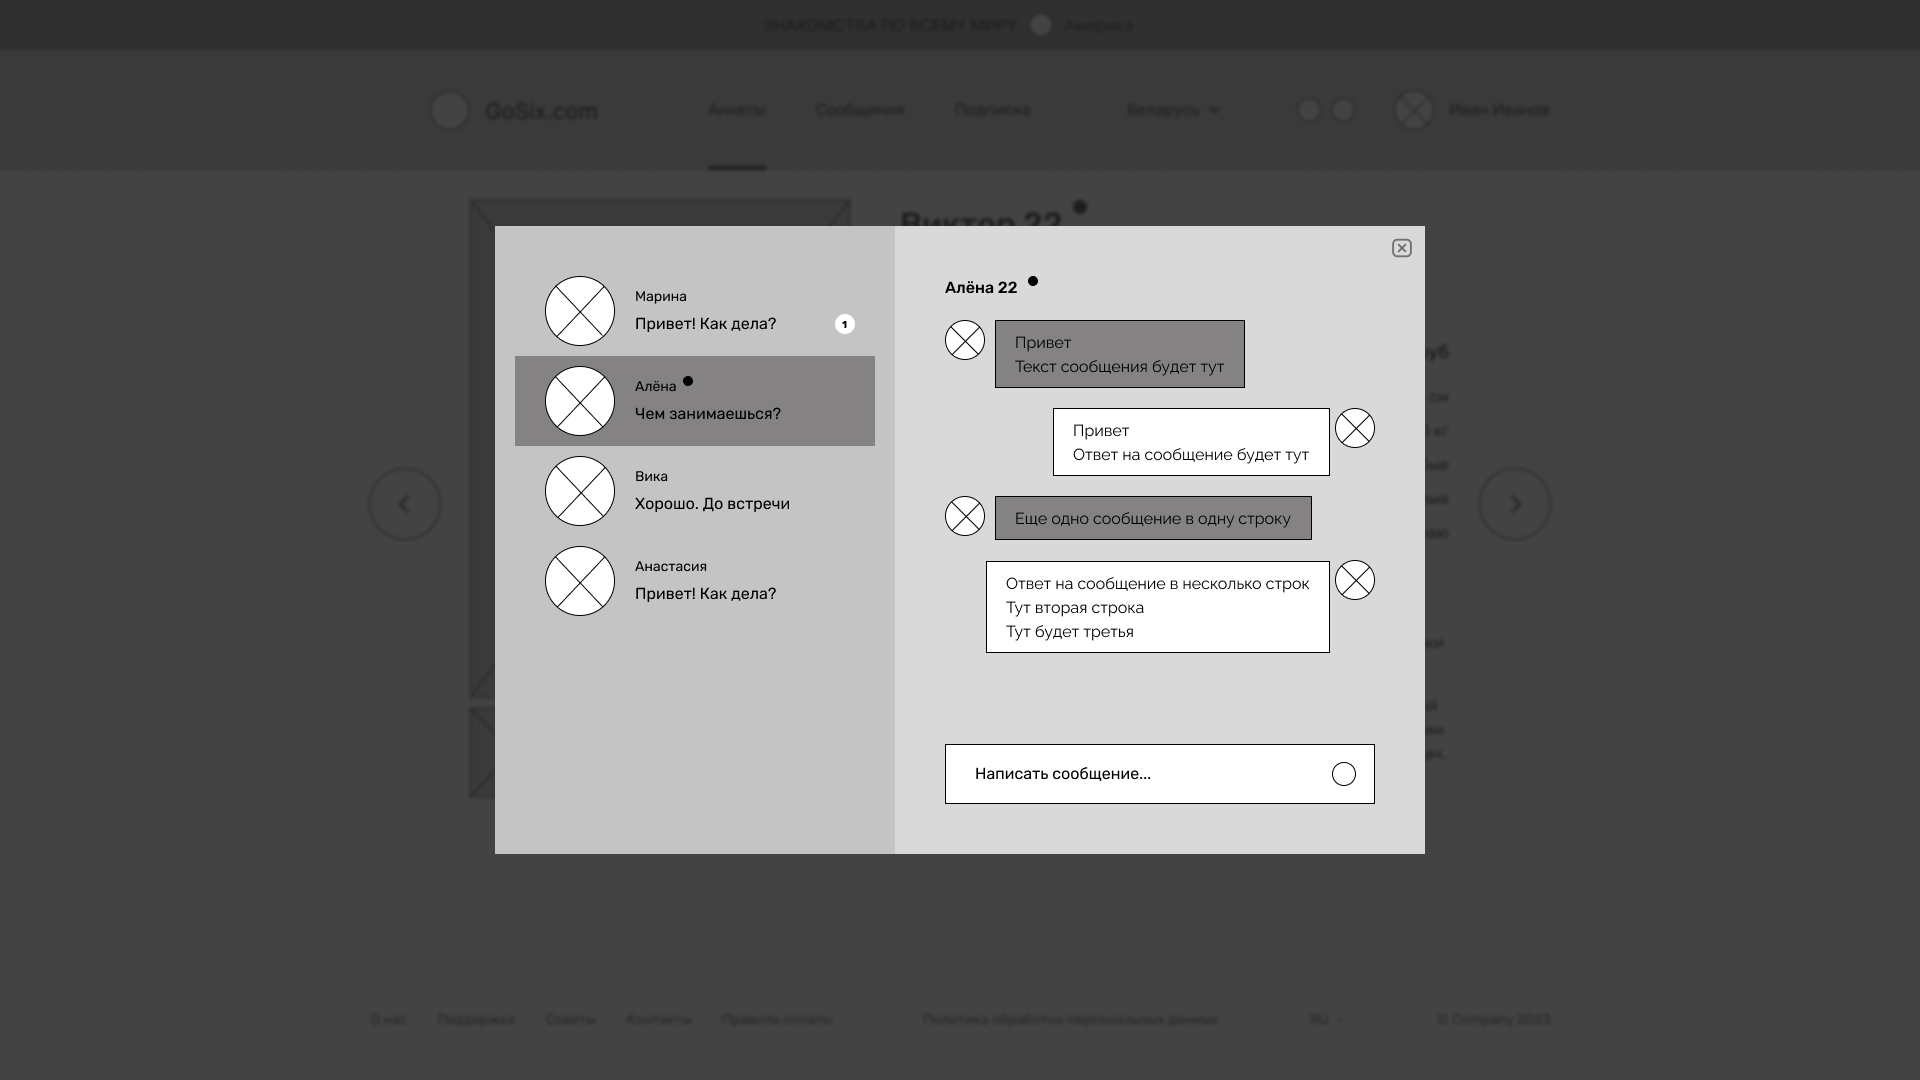 ЗНАКОМСТВА ПО ВСЕМУ МИРУ Америка
GoSix.com Анкеты Сообщения Подписка Беларусь Иван Иванов
Виктор 22
Марина
Привет! Как дела? 1
Алёна
Чем занимаешься?
Вика
Хорошо. До встречи
Анастасия
Привет! Как дела?
Алёна 22
Привет
Текст сообщения будет тут
Привет
Ответ на сообщение будет тут
Еще одно сообщение в одну строку
Ответ на сообщение в несколько строк
Тут вторая строка
Тут будет третья
Написать сообщение...
см
кг
О нас Поддержка Советы Контакты Правила оплаты Политика обработки персональных данных RU © Company 2023